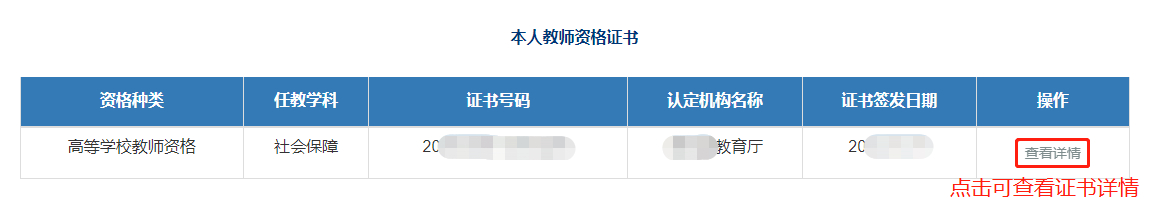 本人教师资格证书
资格种类 任教学科 证书号码 认定机构名称 证书签发日期 操作
高等学校教师资格 社会保障 20 教育厅 20 查看详情
点击可查看证书详情